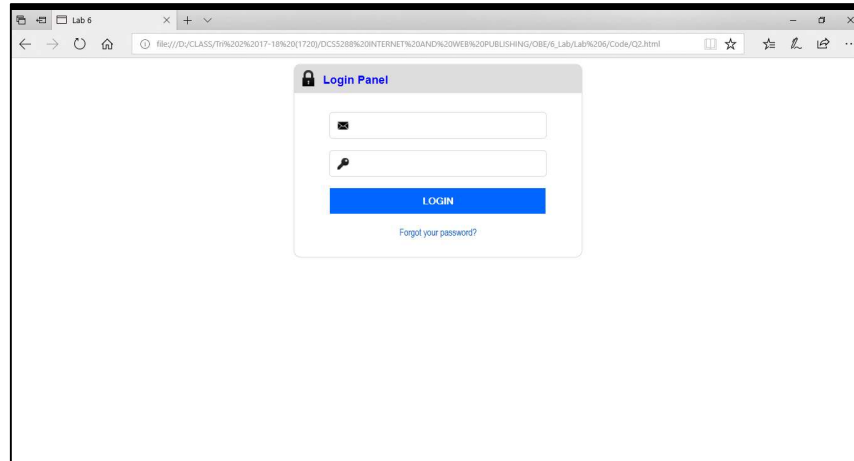 Lab 6
file:///D:/CLASS/Tri%202%2017-18%20(1720)/DCS5288%20INTERNET%20AND%20WEB%20PUBLISHING/OBE/6_Lab/Lab%206/Code/Q2.html
Login Panel
LOGIN
Forgot your password?